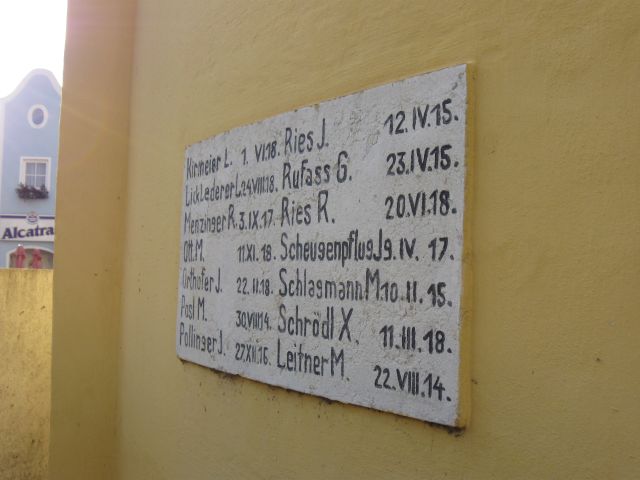 Alcatra
Kirmeier L. 1. VI.18. Ries J. 12. IV. 15.
Licklederer L. 24.VIII.18. Rufass G. 23. IV. 15.
Menzinger R. 3. IX. 17 Ries R. 20. VI. 18.
Ott. M. 11. XI. 18. Scheugenpflug J. 9. IV. 17.
Orthofer J. 22. II. 18. Schlagmann M. 10. II. 15.
Posl M. 30. VIII. 14. Schrödl X. 11. III. 18.
Pollinger J. 27. XII. 16. Leitner M. 22. VIII. 14.